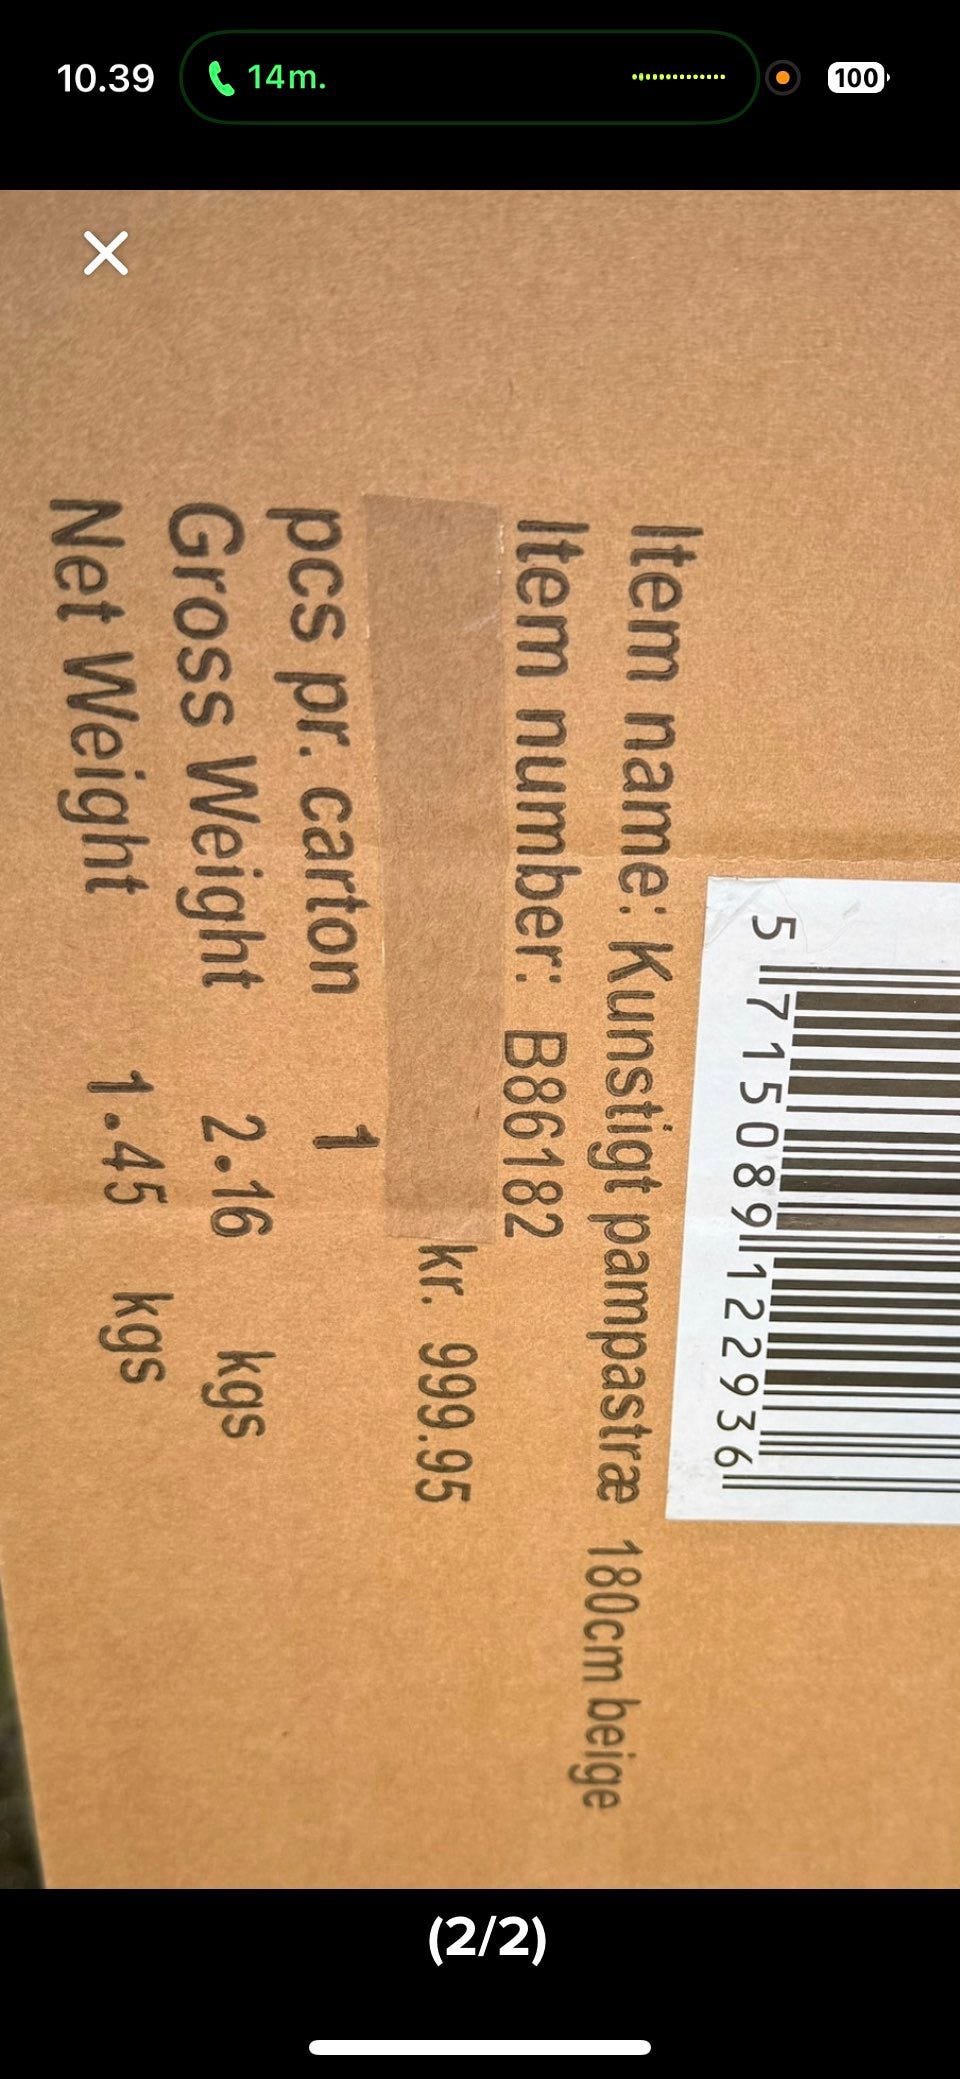 10.39
14m.
100
5 715089 122936
Item name: Kunstigt pampastræ 180cm beige
Item number: B86182
kr. 999.95
pcs pr. carton 1
Gross Weight 2.16 kgs
Net Weight 1.45 kgs
(2/2)